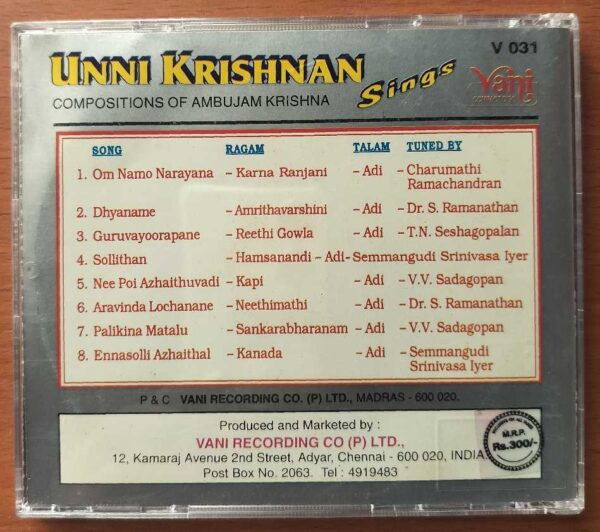 V 031
UNNI KRISHNAN
Sings
Vani
COMPOSITIONS OF AMBUJAM KRISHNA
SONG RAGAM TALAM TUNED BY
1. Om Namo Narayana – Karna Ranjani – Adi – Charumathi
Ramachandran
2. Dhyaname – Amrithavarshini – Adi – Dr. S. Ramanathan
3. Guruvayoorapane – Reethi Gowla – Adi – T.N. Seshagopalan
4. Sollithan – Hamsanandi – Adi – Semmangudi Srinivasa Iyer
5. Nee Poi Azhaithuvadi – Kapi – Adi – V.V. Sadagopan
6. Aravinda Lochanane – Neethimathi – Adi – Dr. S. Ramanathan
7. Palikina Matalu – Sankarabharanam – Adi – V.V. Sadagopan
8. Ennasolli Azhaithal – Kanada – Adi – Semmangudi
Srinivasa Iyer
P & C VANI RECORDING CO. (P) LTD., MADRAS - 600 020.
Produced and Marketed by :
VANI RECORDING CO (P) LTD.,
12, Kamaraj Avenue 2nd Street, Adyar, Chennai - 600 020, INDIA.
Post Box No. 2063. Tel : 4919483
INCLUSIVE OF ALL TAXES
M.R.P.
Rs.300/-